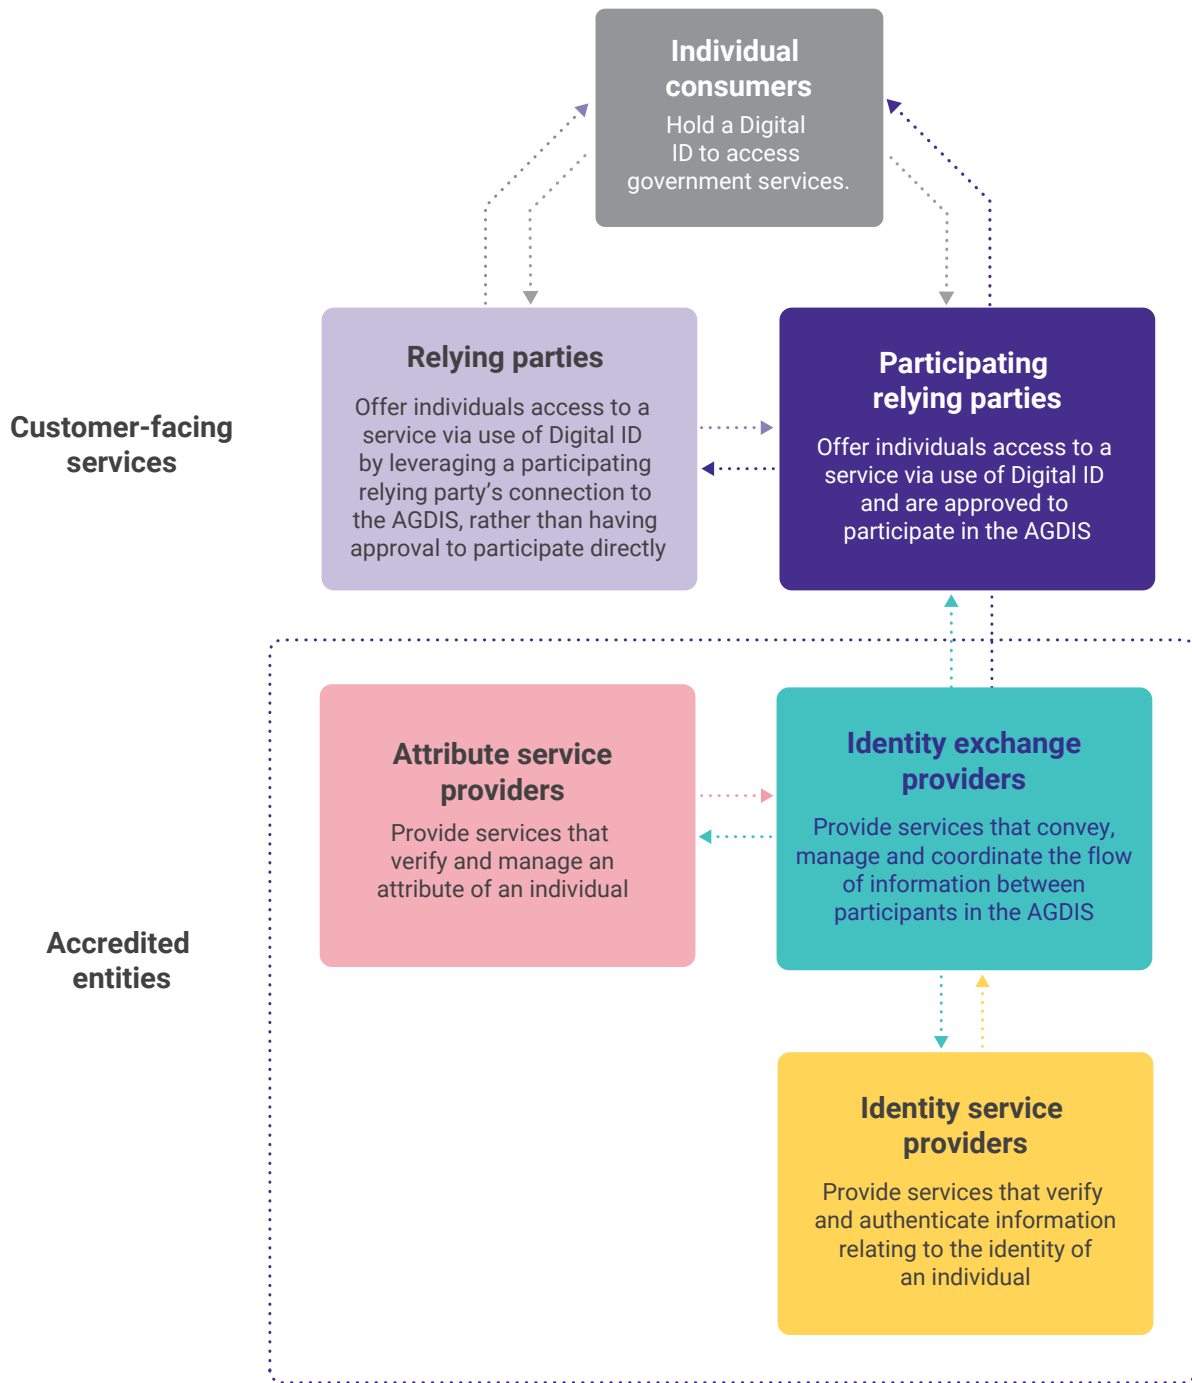 Individual
consumers
Hold a Digital
ID to access
government services.
Customer-facing
services
Relying parties
Offer individuals access to a
service via use of Digital ID
by leveraging a participating
relying party’s connection to
the AGDIS, rather than having
approval to participate directly
Participating
relying parties
Offer individuals access to a
service via use of Digital ID
and are approved to
participate in the AGDIS
Accredited
entities
Attribute service
providers
Provide services that
verify and manage an
attribute of an individual
Identity exchange
providers
Provide services that convey,
manage and coordinate the flow
of information between
participants in the AGDIS
Identity service
providers
Provide services that verify
and authenticate information
relating to the identity of
an individual